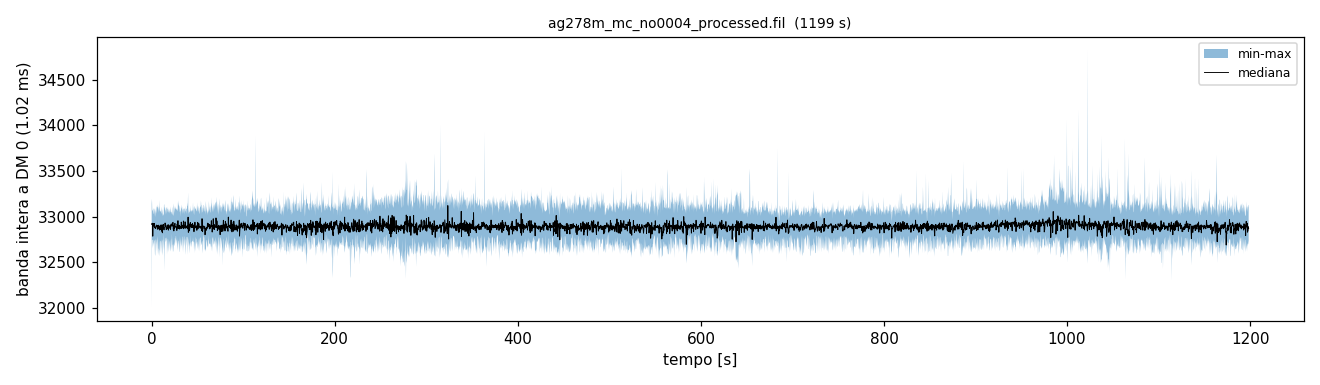 ag278m_mc_no0004_processed.fil (1199 s)
banda intera a DM 0 (1.02 ms)
34500
34000
33500
33000
32500
32000
min-max
mediana
0 200 400 600 800 1000 1200
tempo [s]